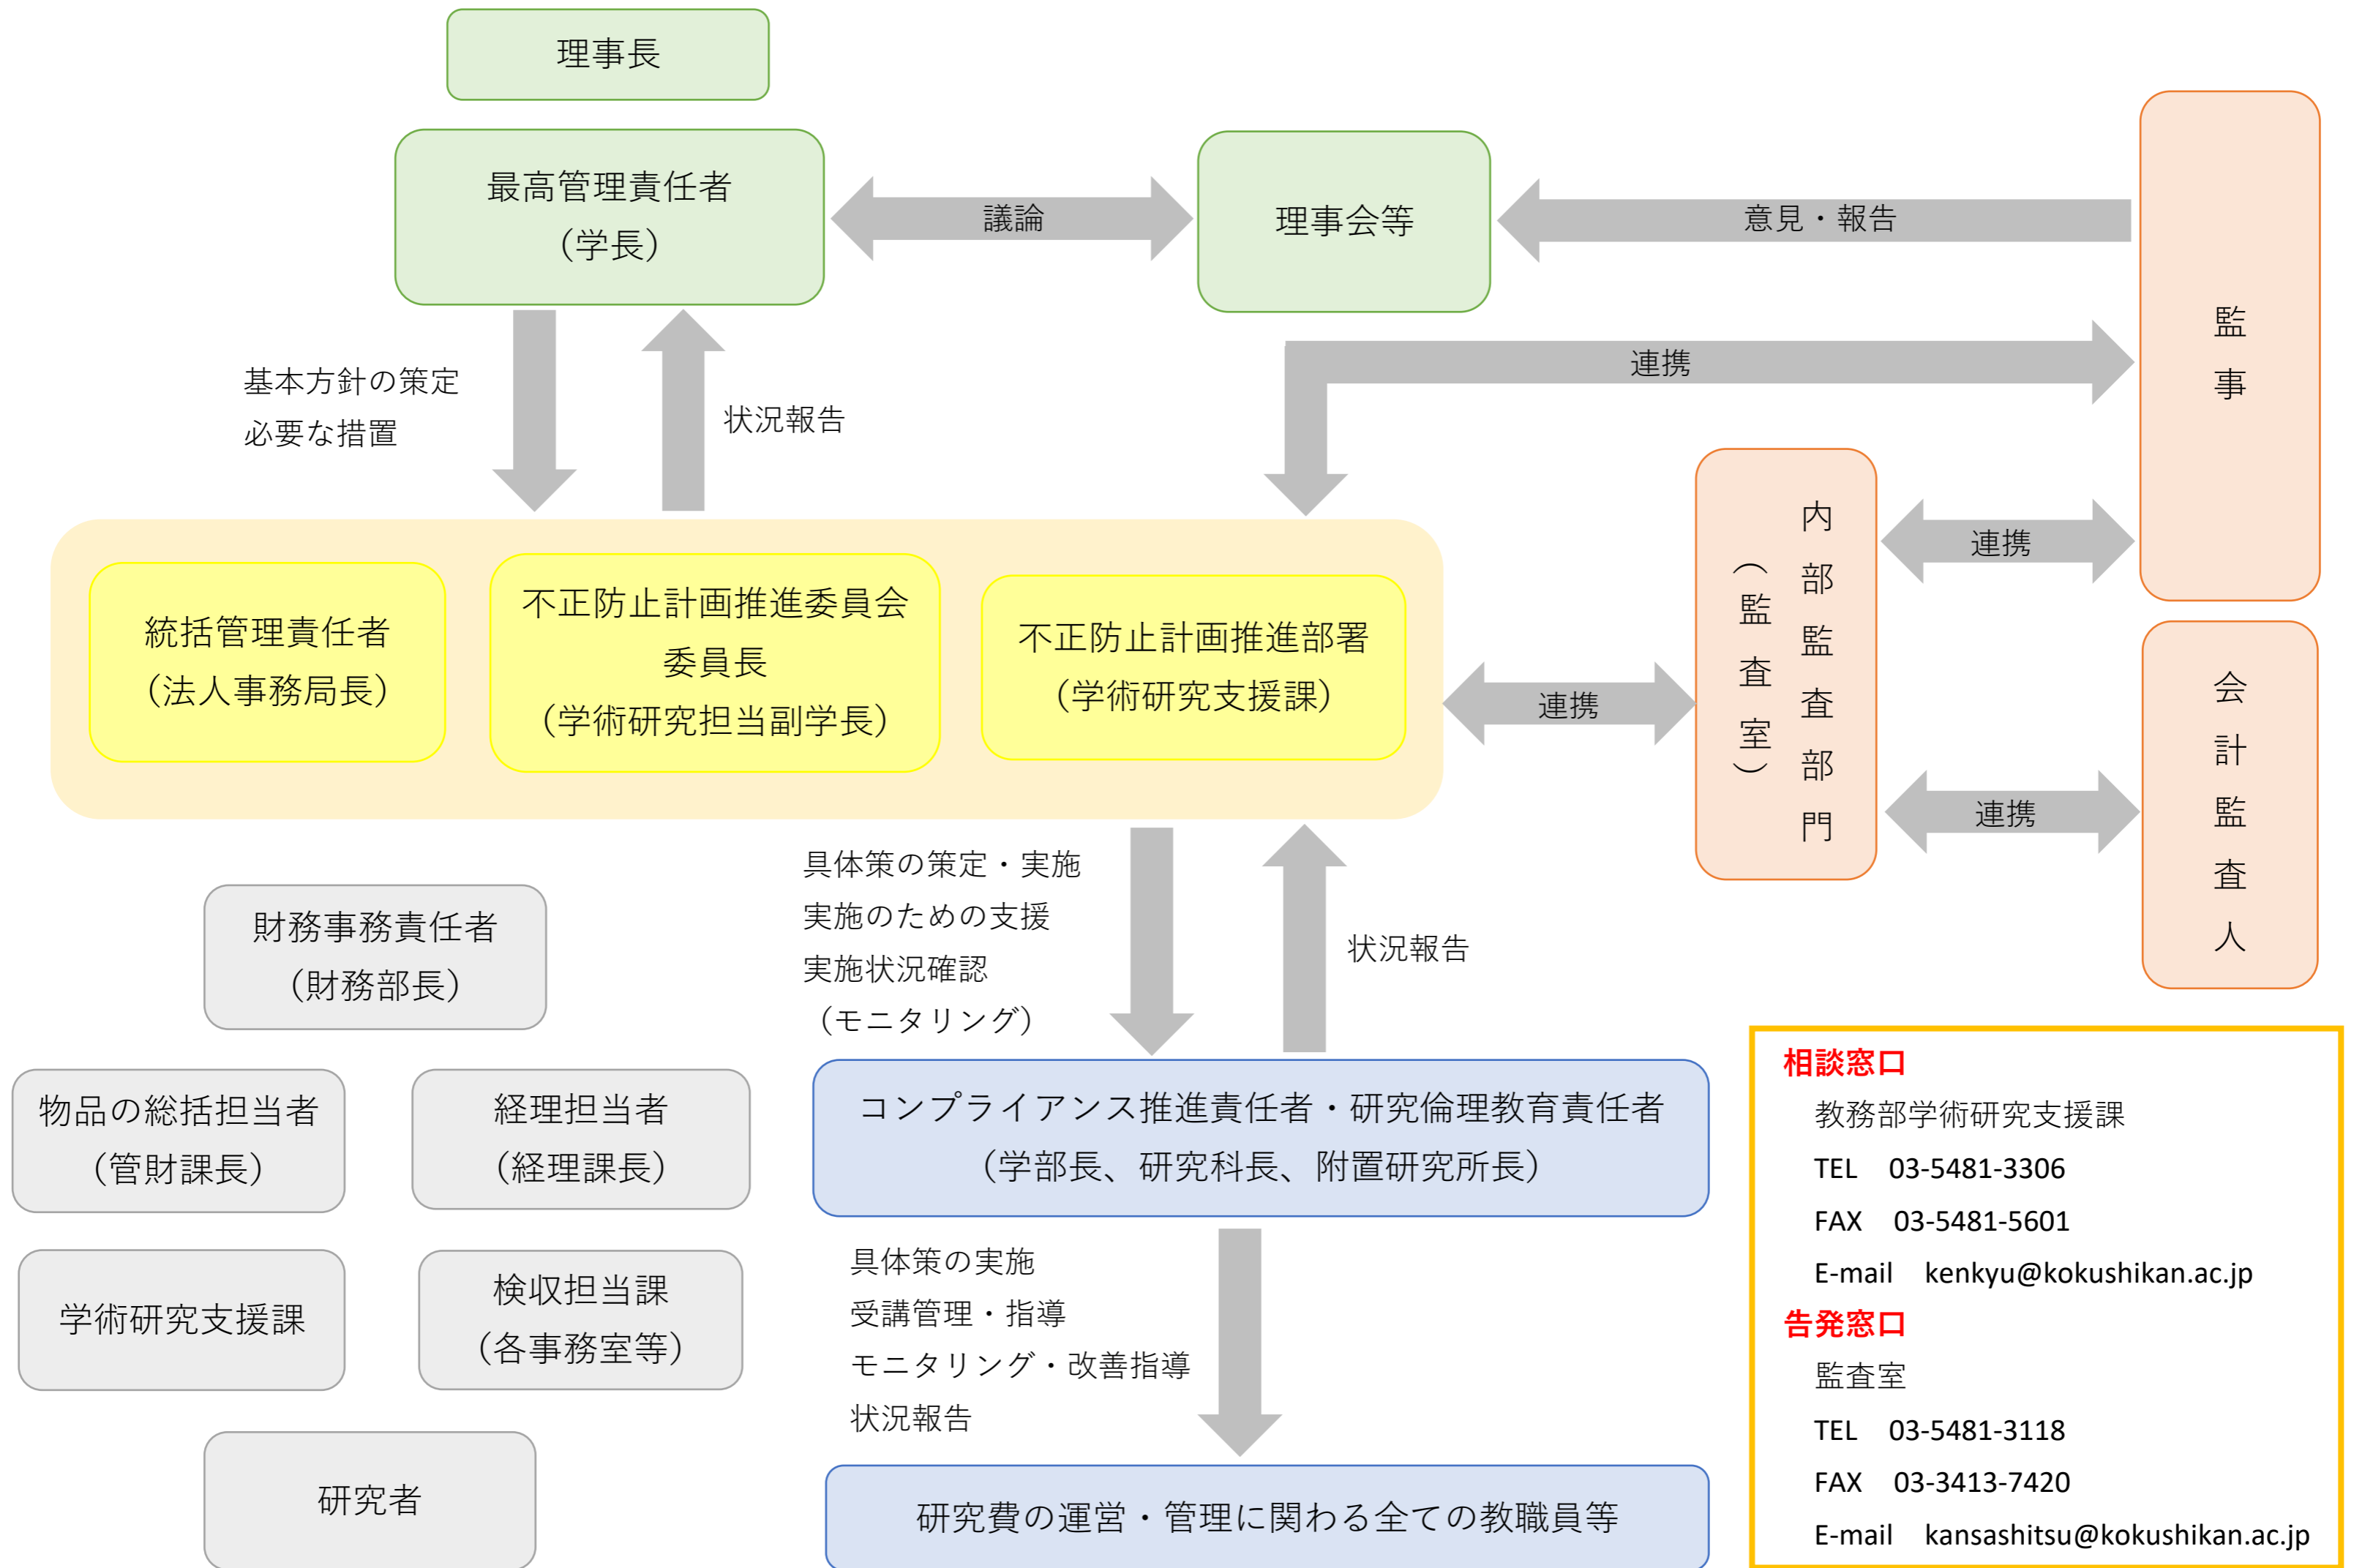 理事長
最高管理責任者
（学長）
議論
理事会等
意見・報告
監事
基本方針の策定
必要な措置
状況報告
連携
統括管理責任者
（法人事務局長）
不正防止計画推進委員会
委員長
（学術研究担当副学長）
不正防止計画推進部署
（学術研究支援課）
連携
内部監査部門
（監査室）
連携
連携
会計監査人
具体策の策定・実施
実施のための支援
実施状況確認
（モニタリング）
状況報告
財務事務責任者
（財務部長）
物品の総括担当者
（管財課長）
経理担当者
（経理課長）
学術研究支援課
検収担当課
（各事務室等）
研究者
コンプライアンス推進責任者・研究倫理教育責任者
（学部長、研究科長、附置研究所長）
具体策の実施
受講管理・指導
モニタリング・改善指導
状況報告
研究費の運営・管理に関わる全ての教職員等
相談窓口
教務部学術研究支援課
TEL 03-5481-3306
FAX 03-5481-5601
E-mail kenkyu@kokushikan.ac.jp
告発窓口
監査室
TEL 03-5481-3118
FAX 03-3413-7420
E-mail kansashitsu@kokushikan.ac.jp